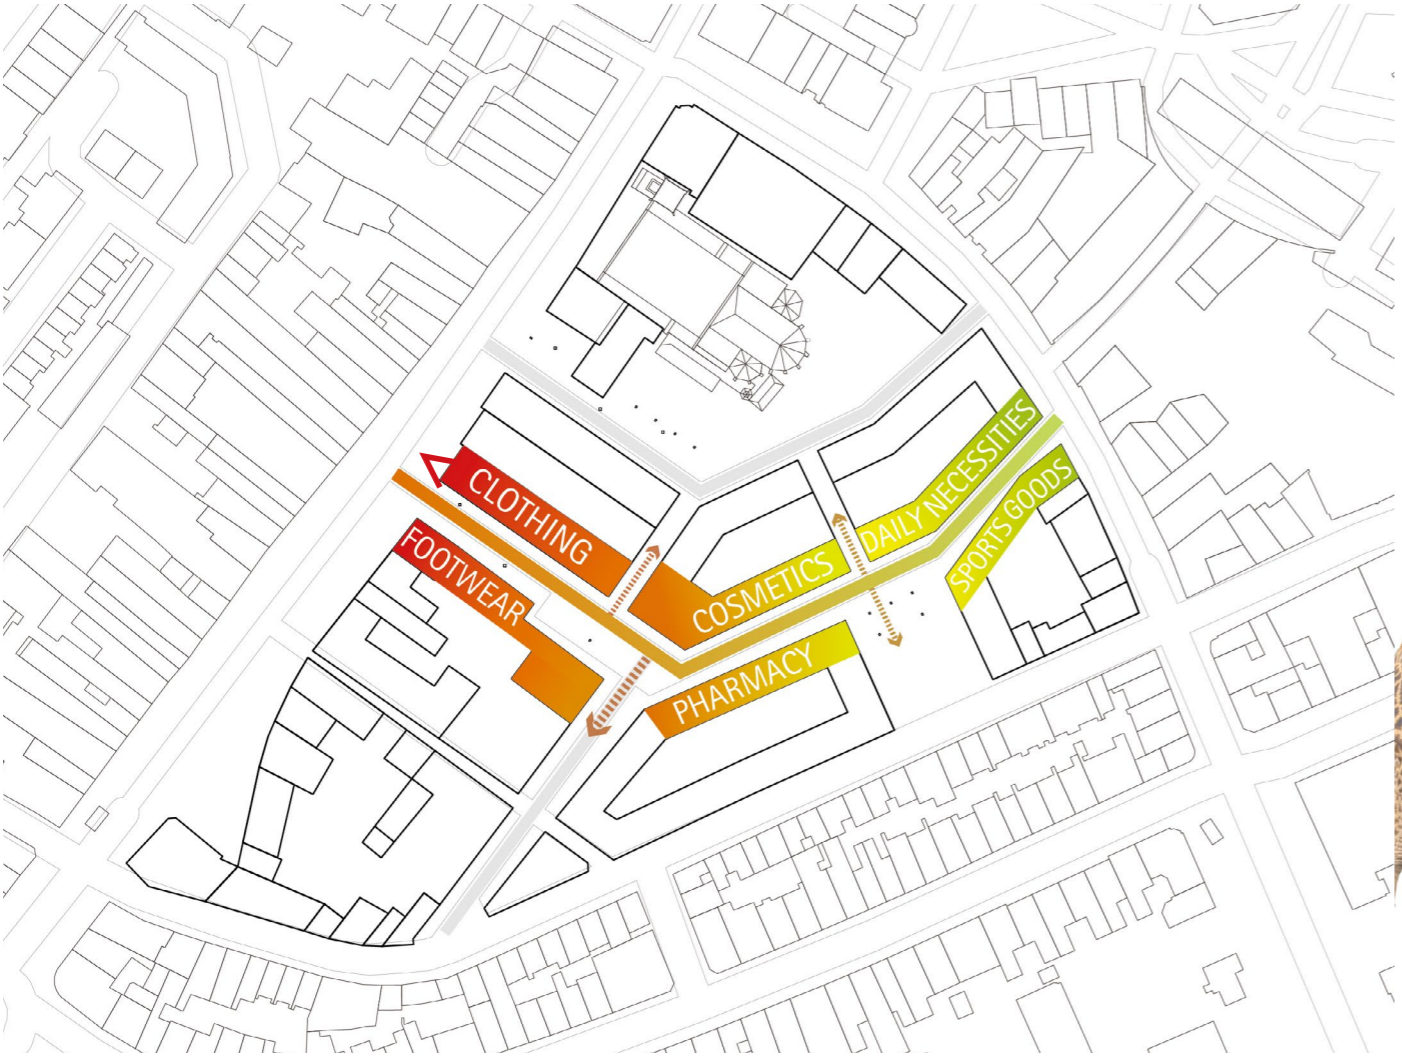 CLOTHING
FOOTWEAR
COSMETICS
PHARMACY
DAILY NECESSITIES
SPORTS GOODS